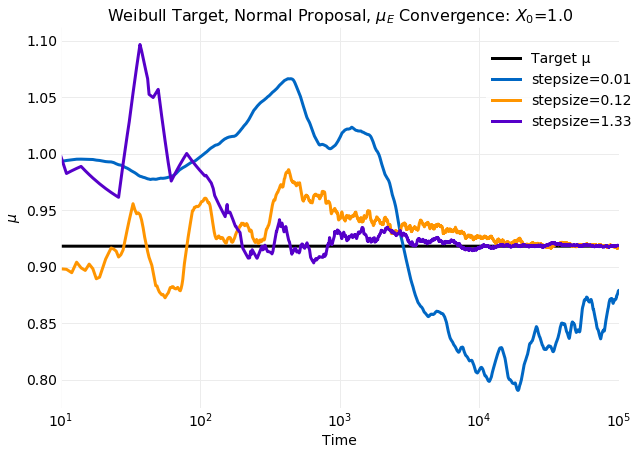 Weibull Target, Normal Proposal, μ_E Convergence: X_0=1.0
1.10
1.05
1.00
0.95
0.90
0.85
0.80
μ
Target μ
stepsize=0.01
stepsize=0.12
stepsize=1.33
10^1
10^2
10^3
10^4
10^5
Time